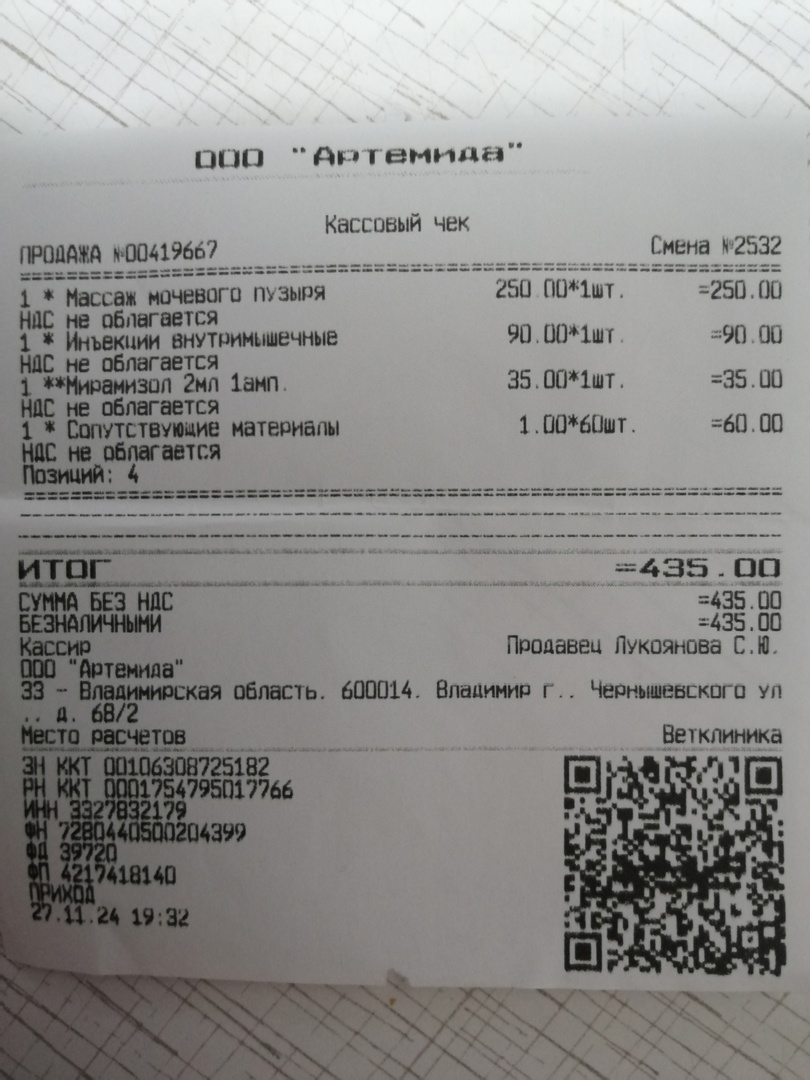 ООО "Артемида"
Кассовый чек
ПРОДАЖА №00419667 Смена №2532
1 * Массаж мочевого пузыря 250.00*1шт. =250.00
НДС не облагается
1 * Инъекции внутримышечные 90.00*1шт. =90.00
НДС не облагается
1 **Мирамизол 2мл 1амп. 35.00*1шт. =35.00
НДС не облагается
1 * Сопутствующие материалы 1.00*60шт. =60.00
НДС не облагается
Позиций: 4
ИТОГ =435.00
СУММА БЕЗ НДС =435.00
БЕЗНАЛИЧНЫМИ =435.00
Кассир Продавец Лукоянова С.Ю.
ООО "Артемида"
33 - Владимирская область. 600014. Владимир г.. Чернышевского ул
.. д. 68/2
Место расчетов Ветклиника
ЗН ККТ 00106308725182
РН ККТ 0001754795017766
ИНН 3327832179
ФН 7280440500204399
ФД 39720
ФП 4217418140
ПРИХОД
27.11.24 19:32